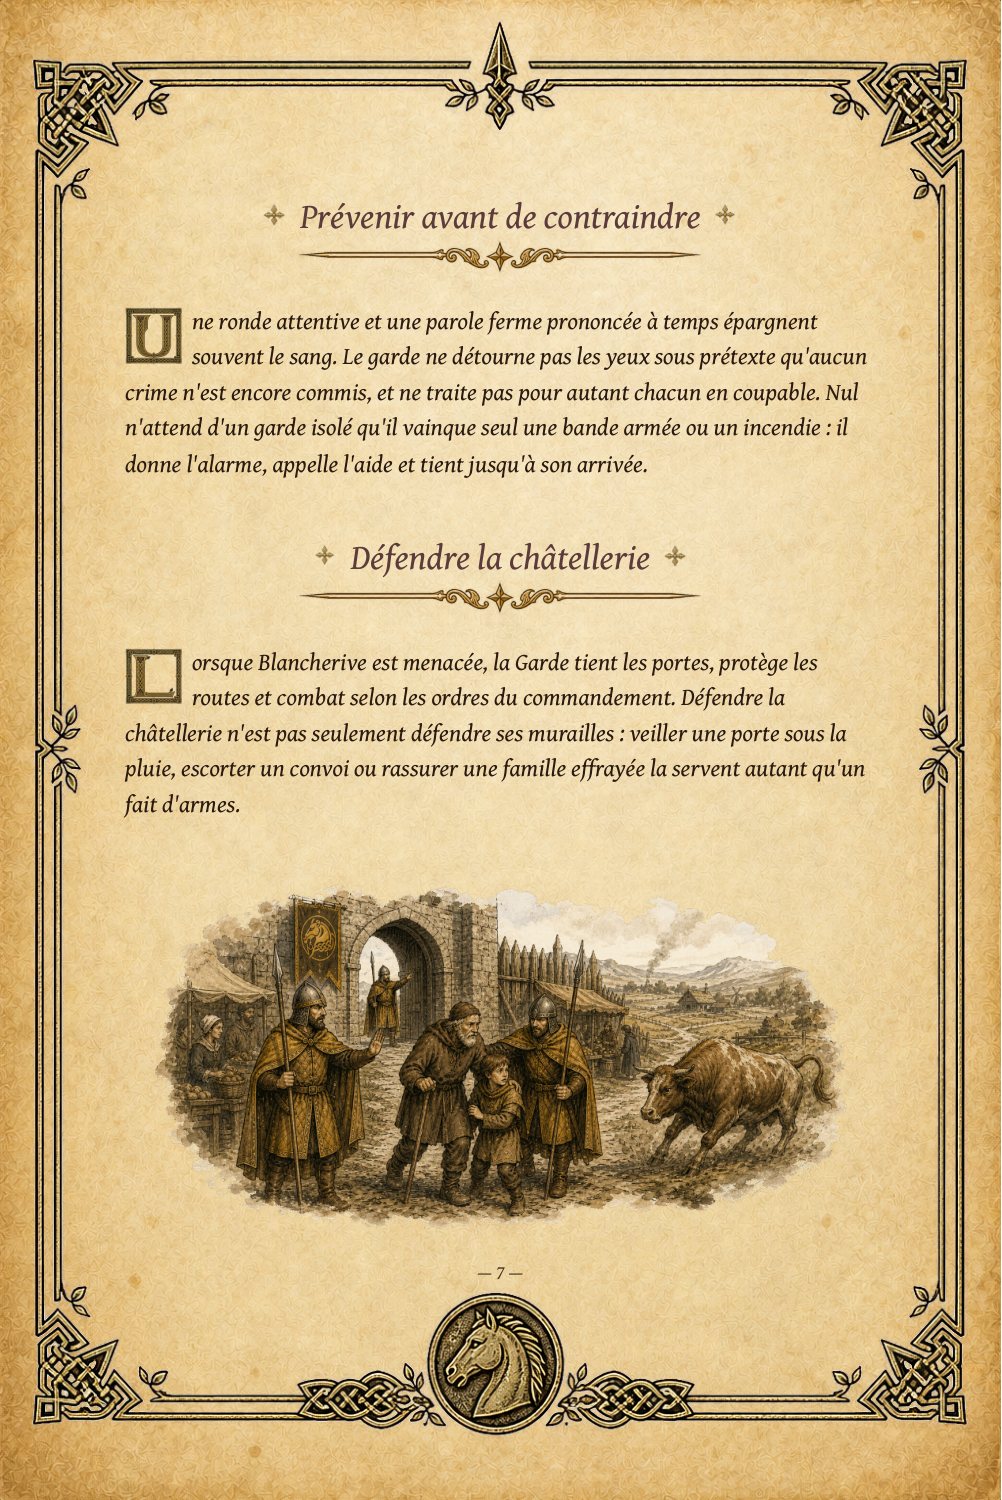 Prévenir avant de contraindre
Une ronde attentive et une parole ferme prononcée à temps épargnent
souvent le sang. Le garde ne détourne pas les yeux sous prétexte qu'aucun
crime n'est encore commis, et ne traite pas pour autant chacun en coupable. Nul
n'attend d'un garde isolé qu'il vainque seul une bande armée ou un incendie : il
donne l'alarme, appelle l'aide et tient jusqu'à son arrivée.
Défendre la châtellerie
Lorsque Blancherive est menacée, la Garde tient les portes, protège les
routes et combat selon les ordres du commandement. Défendre la
châtellerie n'est pas seulement défendre ses murailles : veiller une porte sous la
pluie, escorter un convoi ou rassurer une famille effrayée la servent autant qu'un
fait d'armes.
— 7 —